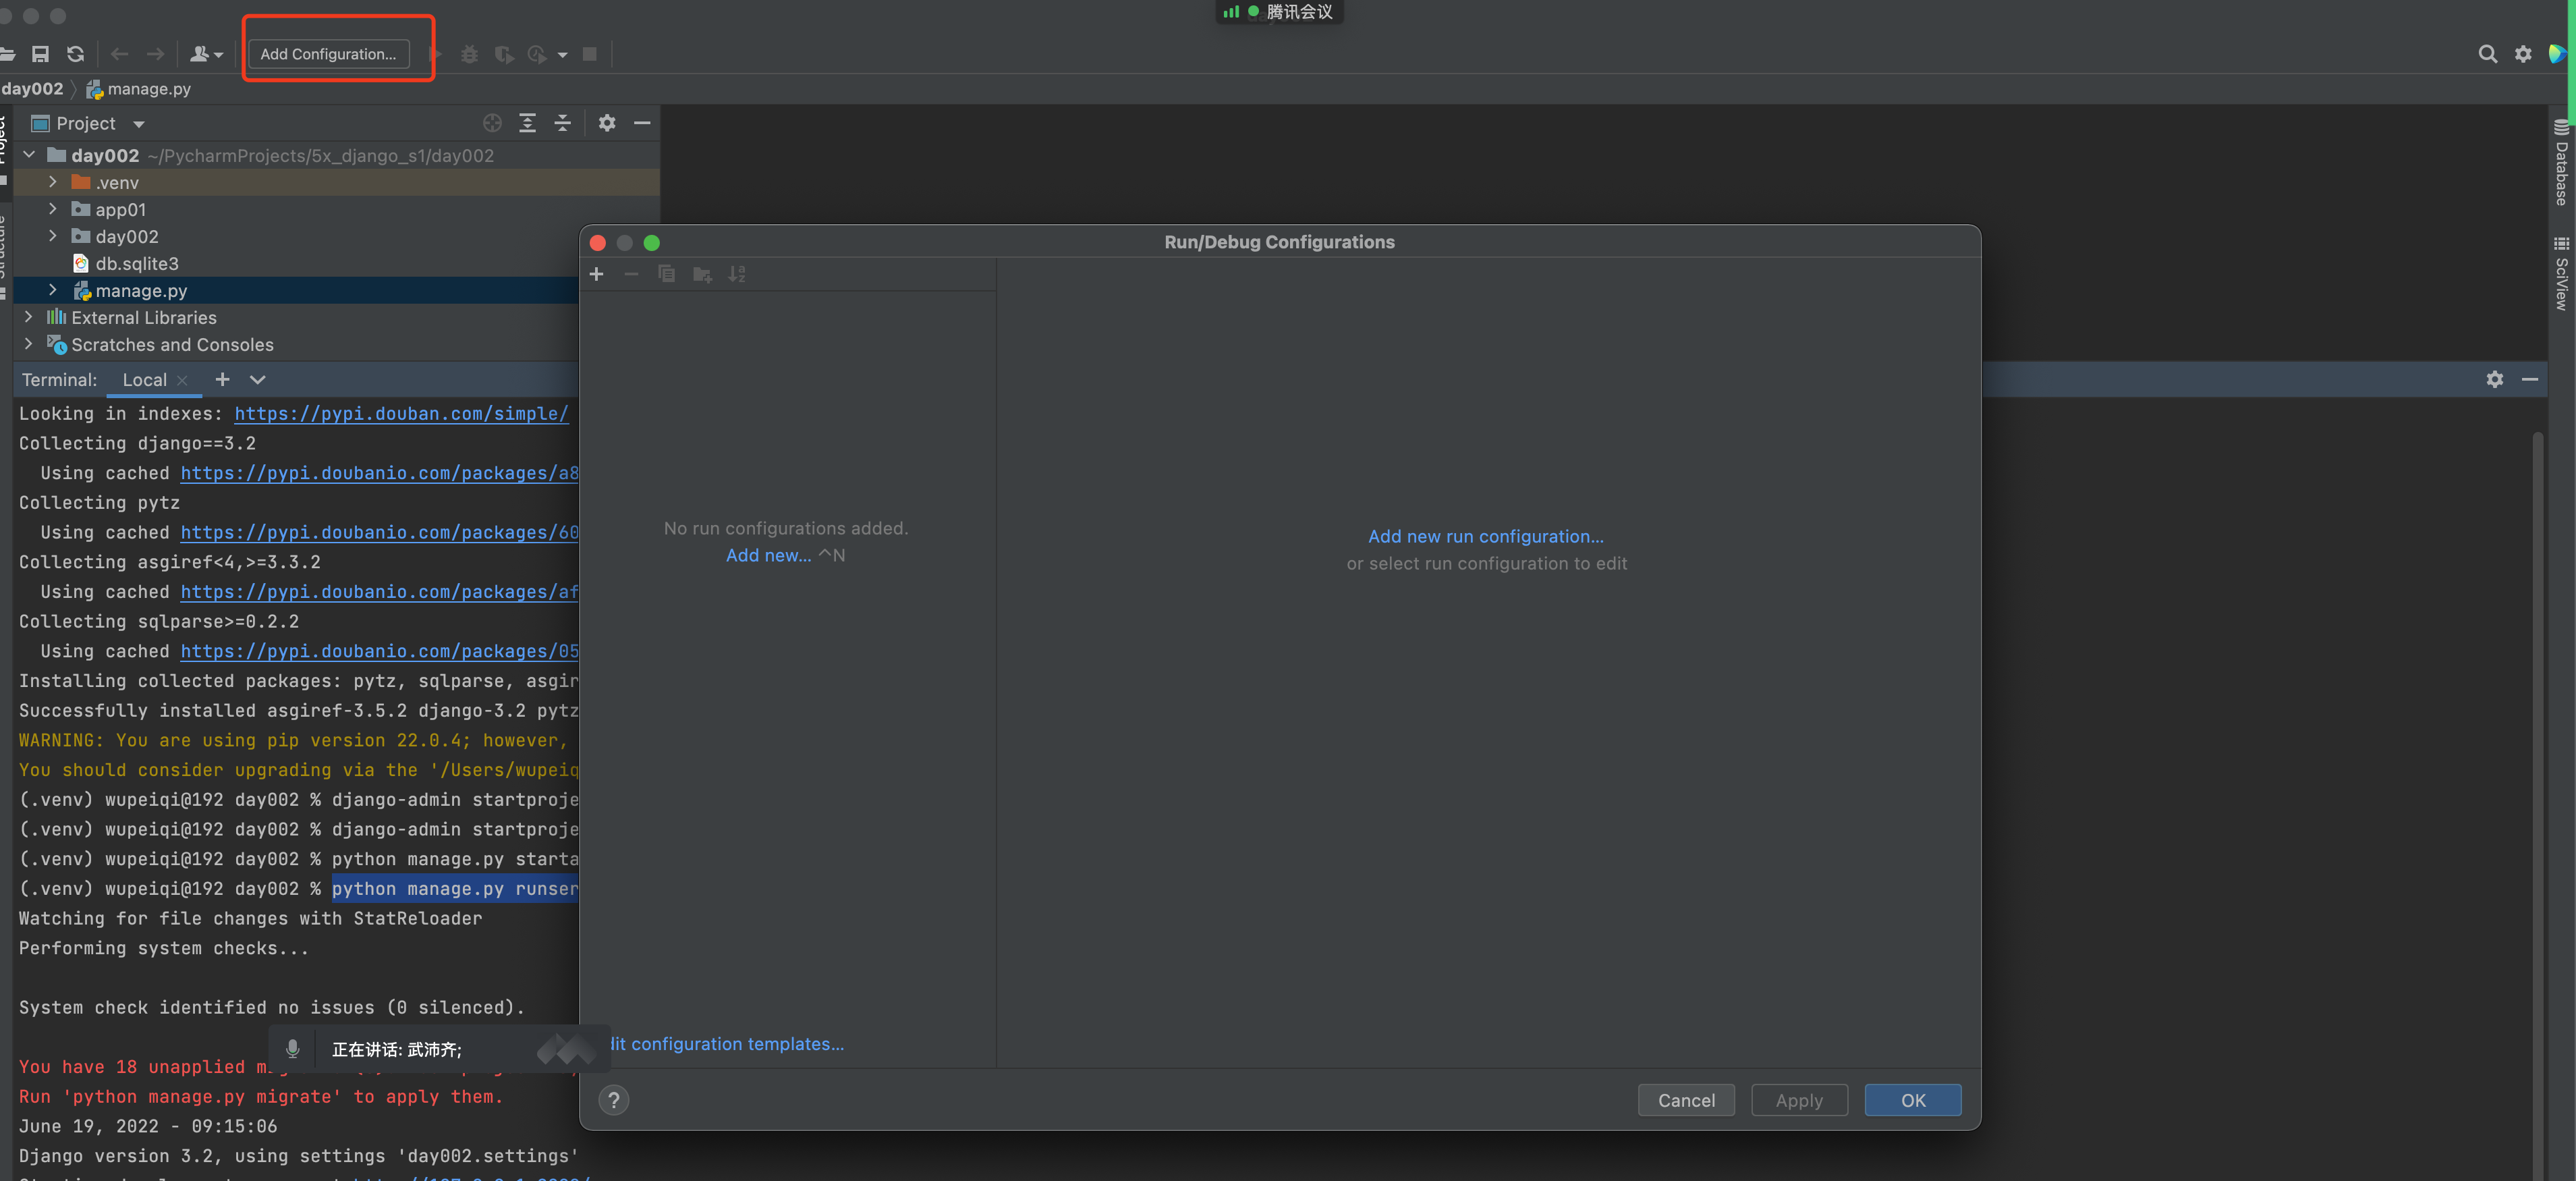 腾讯会议
Add Configuration...
day002
manage.py
Project
Project
day002 ~/PycharmProjects/5x_django_s1/day002
.venv
app01
day002
db.sqlite3
manage.py
External Libraries
Scratches and Consoles
Structure
Database
SciView
Terminal: Local
Looking in indexes: https://pypi.douban.com/simple/
Collecting django==3.2
Using cached https://pypi.doubanio.com/packages/a8
Collecting pytz
Using cached https://pypi.doubanio.com/packages/60
Collecting asgiref<4,>=3.3.2
Using cached https://pypi.doubanio.com/packages/af
Collecting sqlparse>=0.2.2
Using cached https://pypi.doubanio.com/packages/05
Installing collected packages: pytz, sqlparse, asgir
Successfully installed asgiref-3.5.2 django-3.2 pytz
WARNING: You are using pip version 22.0.4; however,
You should consider upgrading via the '/Users/wupeiq
(.venv) wupeiqi@192 day002 % django-admin startproje
(.venv) wupeiqi@192 day002 % django-admin startproje
(.venv) wupeiqi@192 day002 % python manage.py starta
(.venv) wupeiqi@192 day002 % python manage.py runser
Watching for file changes with StatReloader
Performing system checks...
System check identified no issues (0 silenced).
You have 18 unapplied mig
Run 'python manage.py migrate' to apply them.
June 19, 2022 - 09:15:06
Django version 3.2, using settings 'day002.settings'
正在讲话: 武沛齐;
Run/Debug Configurations
No run configurations added.
Add new... ^N
Add new run configuration...
or select run configuration to edit
dit configuration templates...
?
Cancel
Apply
OK